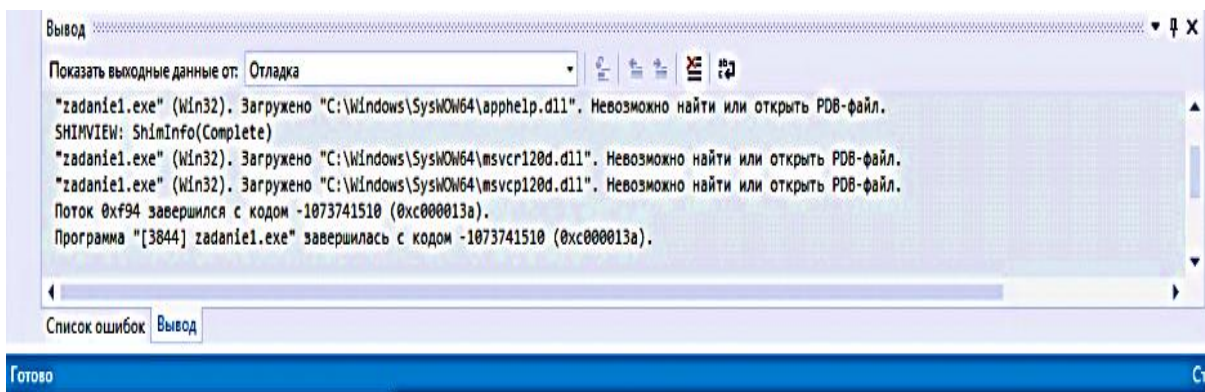 Вывод
Показать выходные данные от: Отладка
"zadanie1.exe" (Win32). Загружено "C:\Windows\SysWOW64\apphelp.dll". Невозможно найти или открыть PDB-файл.
SHIMVIEW: ShimInfo(Complete)
"zadanie1.exe" (Win32). Загружено "C:\Windows\SysWOW64\msvcr120d.dll". Невозможно найти или открыть PDB-файл.
"zadanie1.exe" (Win32). Загружено "C:\Windows\SysWOW64\msvcp120d.dll". Невозможно найти или открыть PDB-файл.
Поток 0xf94 завершился с кодом -1073741510 (0xc000013a).
Программа "[3844] zadanie1.exe" завершилась с кодом -1073741510 (0xc000013a).
Список ошибок Вывод
Готово